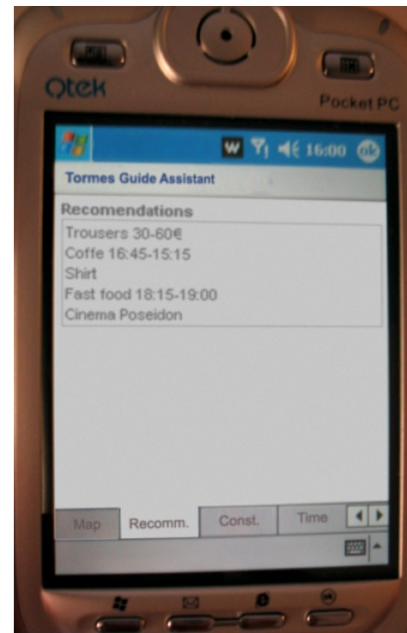 Qtek
Pocket PC
W 16:00 ok
Tormes Guide Assistant
Recomendations
Trousers 30-60€
Coffe 16:45-15:15
Shirt
Fast food 18:15-19:00
Cinema Poseidon
Map Recomm. Const. Time